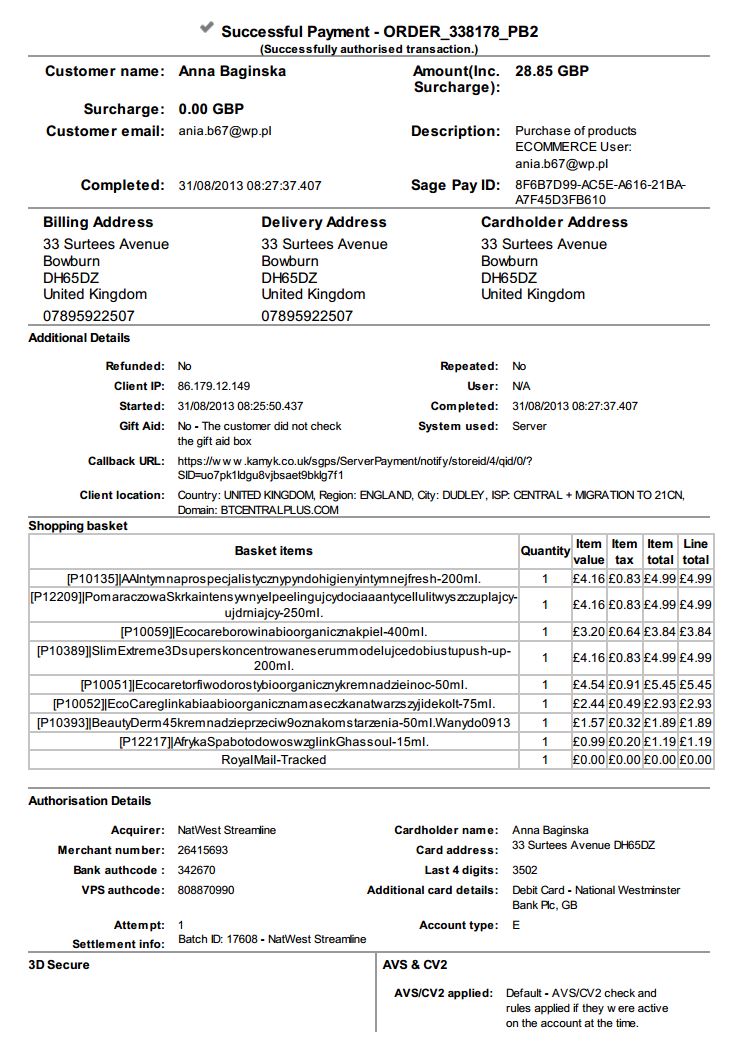 Successful Payment - ORDER_338178_PB2
(Successfully authorised transaction.)
Customer name: Anna Baginska
Amount(Inc. Surcharge): 28.85 GBP
Surcharge: 0.00 GBP
Customer email: ania.b67@wp.pl
Description: Purchase of products
ECOMMERCE User:
ania.b67@wp.pl
Completed: 31/08/2013 08:27:37.407
Sage Pay ID: 8F6B7D99-AC5E-A616-21BA-
A7F45D3FB610
Billing Address
33 Surtees Avenue
Bowburn
DH65DZ
United Kingdom
07895922507
Delivery Address
33 Surtees Avenue
Bowburn
DH65DZ
United Kingdom
07895922507
Cardholder Address
33 Surtees Avenue
Bowburn
DH65DZ
United Kingdom
Additional Details
Refunded: No
Repeated: No
Client IP: 86.179.12.149
User: N/A
Started: 31/08/2013 08:25:50.437
Completed: 31/08/2013 08:27:37.407
Gift Aid: No - The customer did not check
the gift aid box
System used: Server
Callback URL: https://www.kamyk.co.uk/sgps/ServerPayment/notify/storeid/4/qid/0/?
SID=uo7pk1ldgu8vjbsaet9bklg7f1
Client location: Country: UNITED KINGDOM, Region: ENGLAND, City: DUDLEY, ISP: CENTRAL + MIGRATION TO 21CN,
Domain: BTCENTRALPLUS.COM
Shopping basket
Basket items Quantity Item value Item tax Item total Line total
[P10135]|AAIntymnaprospecjalistycznypyndohigienyintymnejfresh-200ml. 1 £4.16 £0.83 £4.99 £4.99
[P12209]|PomaraczowaSkrkaintensywnyelpeelingujcydociaaantycellulitwyszczuplajcy-
ujdrniajcy-250ml. 1 £4.16 £0.83 £4.99 £4.99
[P10059]|Ecocareborowinabioorganicznakpiel-400ml. 1 £3.20 £0.64 £3.84 £3.84
[P10389]|SlimExtreme3Dsuperskoncentrowaneserummodelujcedobiustupush-up-
200ml. 1 £4.16 £0.83 £4.99 £4.99
[P10051]|Ecocaretorfiwodorostybioorganicznykremnadzieinoc-50ml. 1 £4.54 £0.91 £5.45 £5.45
[P10052]|EcoCareglinkabiaabioorganicznamaseczkanatwarzszyjidekolt-75ml. 1 £2.44 £0.49 £2.93 £2.93
[P10393]|BeautyDerm45kremnadzieprzeciw9oznakomstarzenia-50ml.Wanydo0913 1 £1.57 £0.32 £1.89 £1.89
[P12217]|AfrykaSpabotodowoswzglinkGhassoul-15ml. 1 £0.99 £0.20 £1.19 £1.19
RoyalMail-Tracked 1 £0.00 £0.00 £0.00 £0.00
Authorisation Details
Acquirer: NatWest Streamline
Cardholder name: Anna Baginska
Merchant number: 26415693
Card address: 33 Surtees Avenue DH65DZ
Bank authcode : 342670
Last 4 digits: 3502
VPS authcode: 808870990
Additional card details: Debit Card - National Westminster
Bank Plc, GB
Attempt: 1
Account type: E
Settlement info: Batch ID: 17608 - NatWest Streamline
3D Secure
AVS & CV2
AVS/CV2 applied: Default - AVS/CV2 check and
rules applied if they were active
on the account at the time.